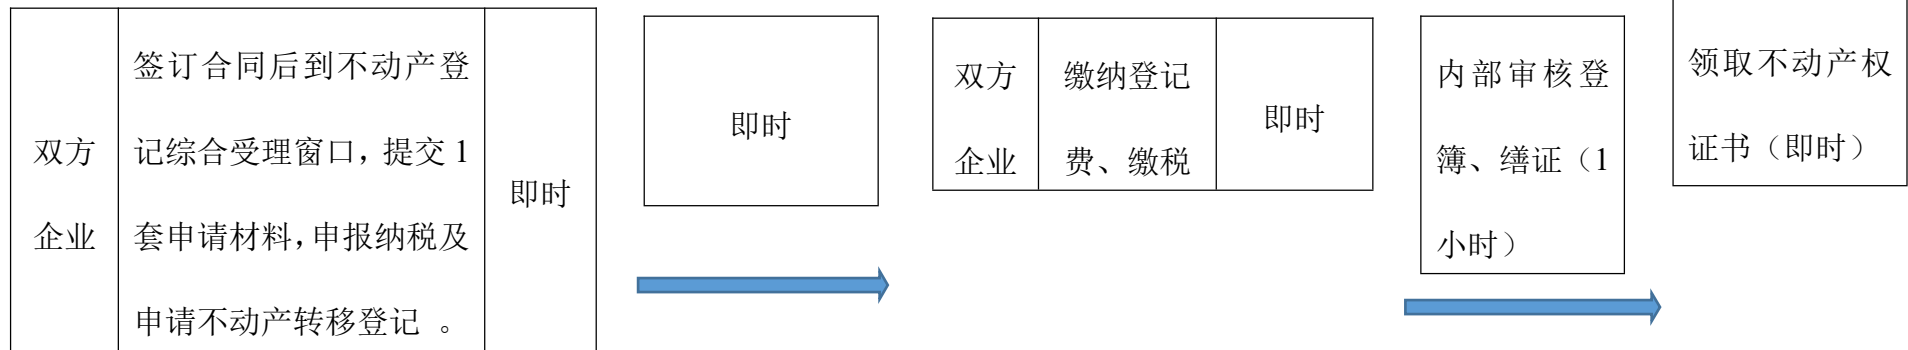 双方
企业
签订合同后到不动产登
记综合受理窗口，提交 1
套申请材料，申报纳税及
申请不动产转移登记 。
即时
即时
双方
企业
缴纳登记
费、缴税
即时
内部审核登
簿、缮证（1
小时）
领取不动产权
证书（即时）